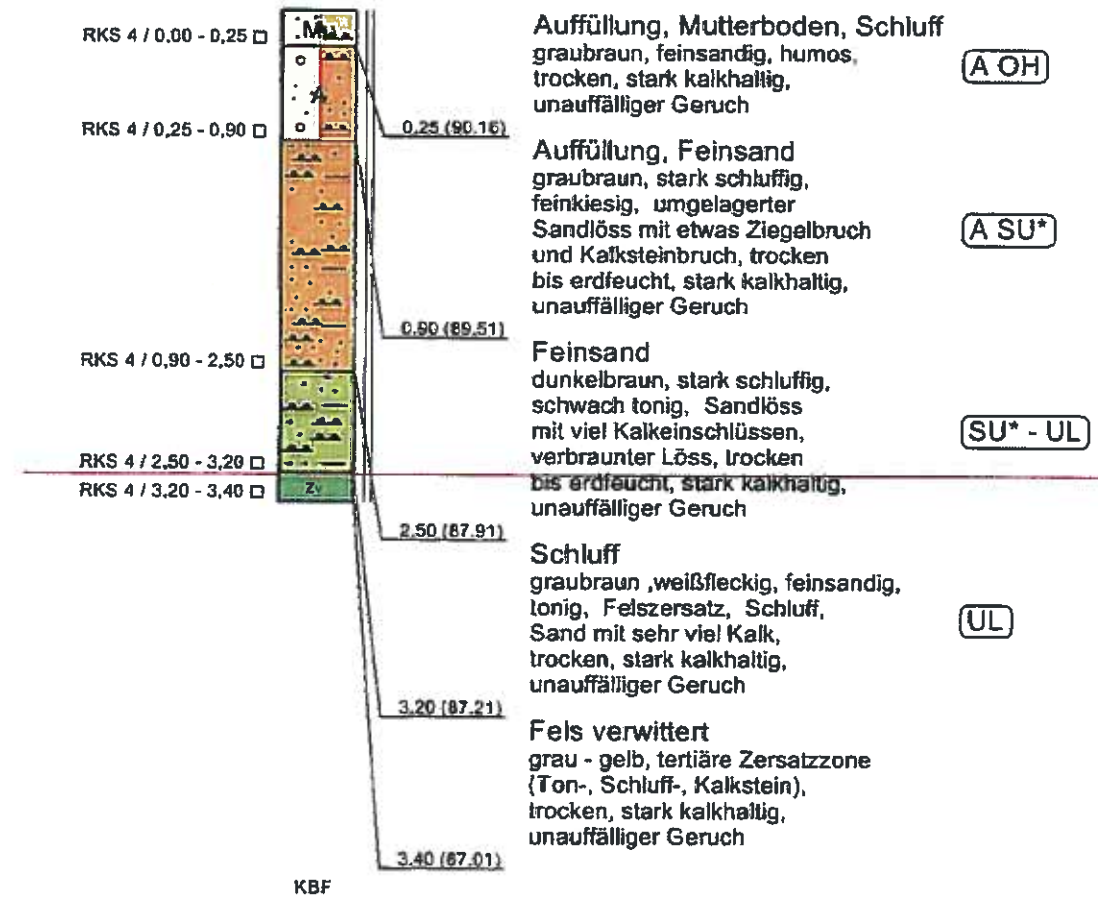 RKS 4 / 0,00 - 0,25
M
Auffüllung, Mutterboden, Schluff
graubraun, feinsandig, humos,
trocken, stark kalkhaltig,
unauffälliger Geruch
A OH
A
RKS 4 / 0,25 - 0,90
0,25 (90.16)
Auffüllung, Feinsand
graubraun, stark schluffig,
feinkiesig, umgelagerter
Sandlöss mit etwas Ziegelbruch
und Kalksteinbruch, trocken
bis erdfeucht, stark kalkhaltig,
unauffälliger Geruch
A SU*
0.90 (89.51)
RKS 4 / 0,90 - 2,50
Feinsand
dunkelbraun, stark schluffig,
schwach tonig, Sandlöss
mit viel Kalkeinschlüssen,
verbraunter Löss, trocken
bis erdfeucht, stark kalkhaltig,
unauffälliger Geruch
SU* - UL
RKS 4 / 2.50 - 3,20
RKS 4 / 3,20 - 3,40
Zv
2.50 (87.91)
Schluff
graubraun ,weißfleckig, feinsandig,
tonig, Felszersatz, Schluff,
Sand mit sehr viel Kalk,
trocken, stark kalkhaltig,
unauffälliger Geruch
UL
3.20 (87.21)
Fels verwittert
grau - gelb, tertiäre Zersatzzone
(Ton-, Schluff-, Kalkstein),
trocken, stark kalkhaltig,
unauffälliger Geruch
3.40 (87.01)
KBF